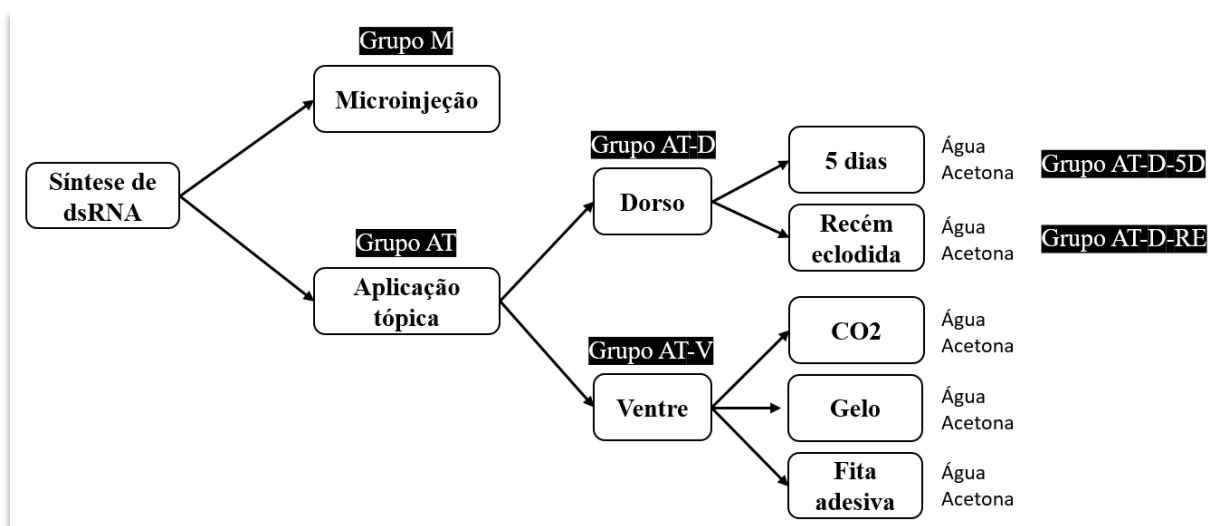 Grupo M
Microinjeção
Síntese de
dsRNA
Grupo AT
Aplicação
tópica
Grupo AT-D
Dorso
5 dias
Água
Acetona
Grupo AT-D-5D
Recém
eclodida
Água
Acetona
Grupo AT-D-RE
Grupo AT-V
Ventre
CO2
Água
Acetona
Gelo
Água
Acetona
Fita
adesiva
Água
Acetona